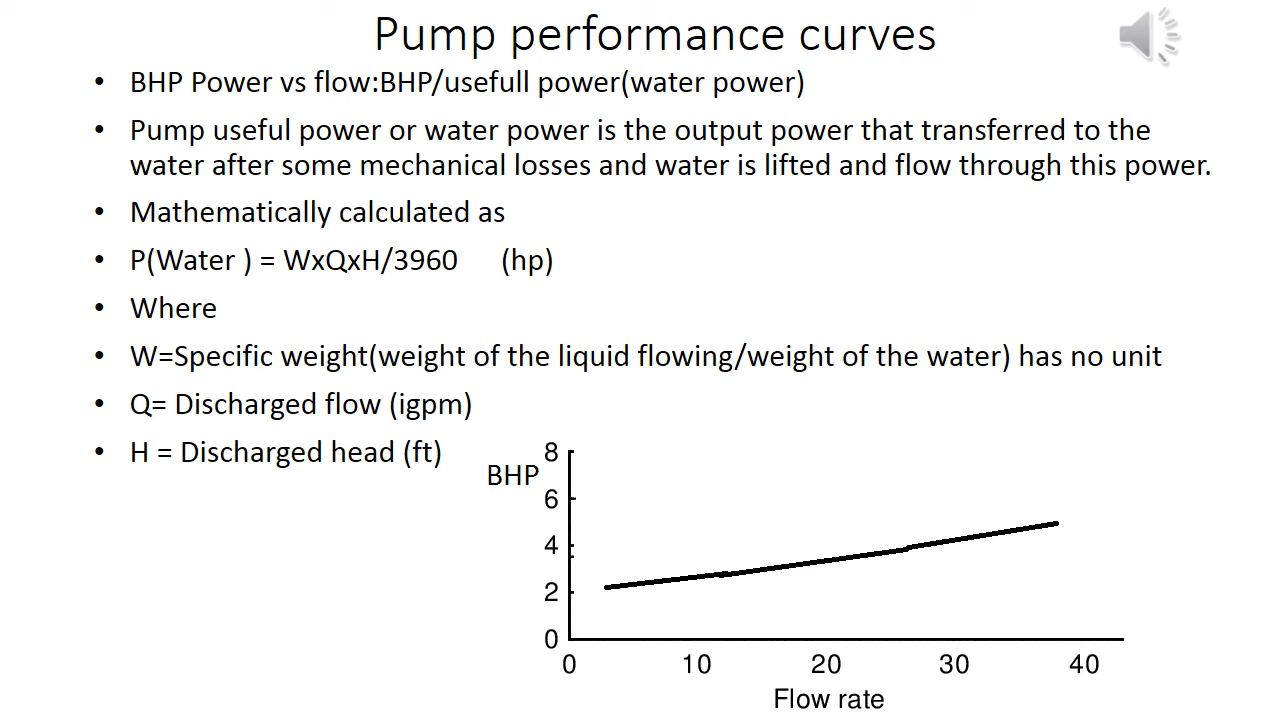 Pump performance curves
• BHP Power vs flow:BHP/usefull power(water power)
• Pump useful power or water power is the output power that transferred to the
water after some mechanical losses and water is lifted and flow through this power.
• Mathematically calculated as
• P(Water ) = WxQxH/3960 (hp)
• Where
• W=Specific weight(weight of the liquid flowing/weight of the water) has no unit
• Q= Discharged flow (igpm)
• H = Discharged head (ft)
BHP
8
6
4
2
0
0 10 20 30 40
Flow rate